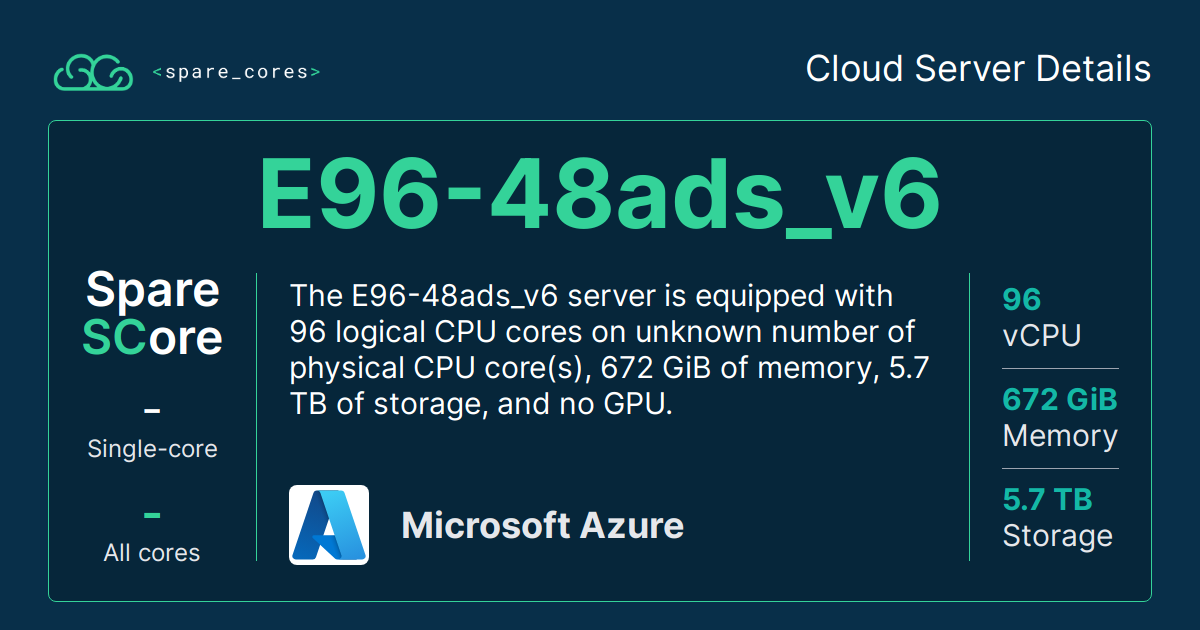 <spare_cores>
Cloud Server Details
E96-48ads_v6
Spare
SCore
-
Single-core
-
All cores
The E96-48ads_v6 server is equipped with
96 logical CPU cores on unknown number of
physical CPU core(s), 672 GiB of memory, 5.7
TB of storage, and no GPU.
Microsoft Azure
96
vCPU
672 GiB
Memory
5.7 TB
Storage